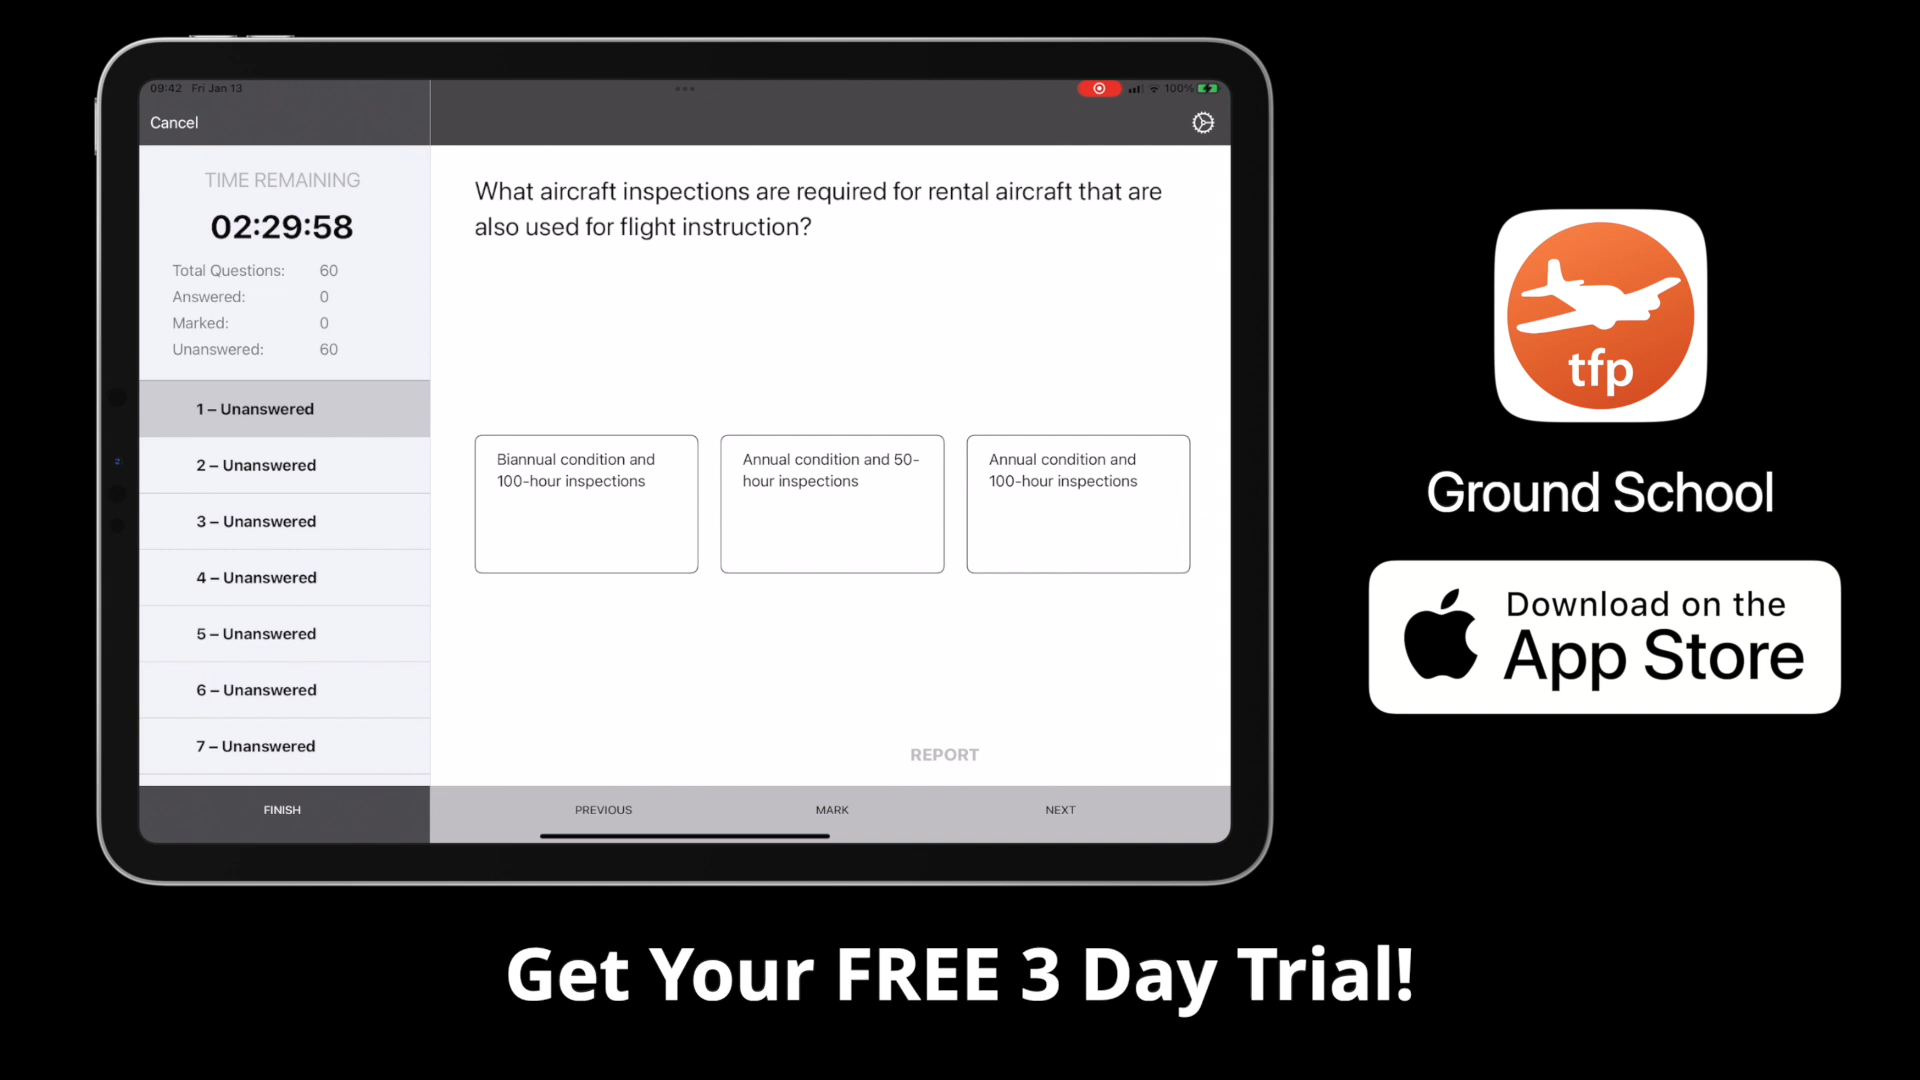 09:42 Fri Jan 13
100%
Cancel
TIME REMAINING
02:29:58
Total Questions: 60
Answered: 0
Marked: 0
Unanswered: 60
1 – Unanswered
2 – Unanswered
3 – Unanswered
4 – Unanswered
5 – Unanswered
6 – Unanswered
7 – Unanswered
FINISH
What aircraft inspections are required for rental aircraft that are
also used for flight instruction?
Biannual condition and
100-hour inspections
Annual condition and 50-
hour inspections
Annual condition and
100-hour inspections
REPORT
PREVIOUS
MARK
NEXT
tfp
Ground School
Download on the
App Store
Get Your FREE 3 Day Trial!